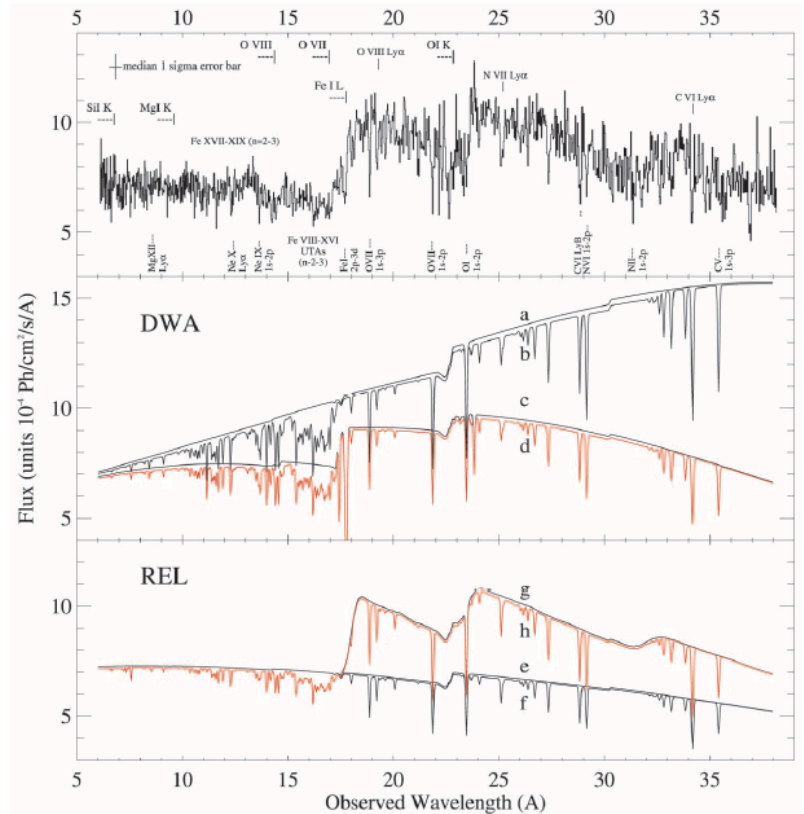 5 10 15 20 25 30 35
O VIII O VII O VIII Lyα OI K
median 1 sigma error bar
N VII Lyα
Fe I L
C VI Lyα
SiI K MgI K
Fe XVII-XIX (n=2-3)
10
5
MgXII
Lyα
Ne X
Lyα
Ne IX
1s-2p
Fe VIII-XVI
UTAs
(n-2-3)
FeI
2p-3d
OVII
1s-3p
OVII
1s-2p
OI
1s-2p
CVI LyB
NVI 1s-2p
NII
1s-2p
CV
1s-3p
15
DWA
a
b
10
c
d
5
Flux (units 10⁻⁴ Ph/cm²/s/A)
REL
g
10
h
e
f
5
5 10 15 20 25 30 35
Observed Wavelength (A)